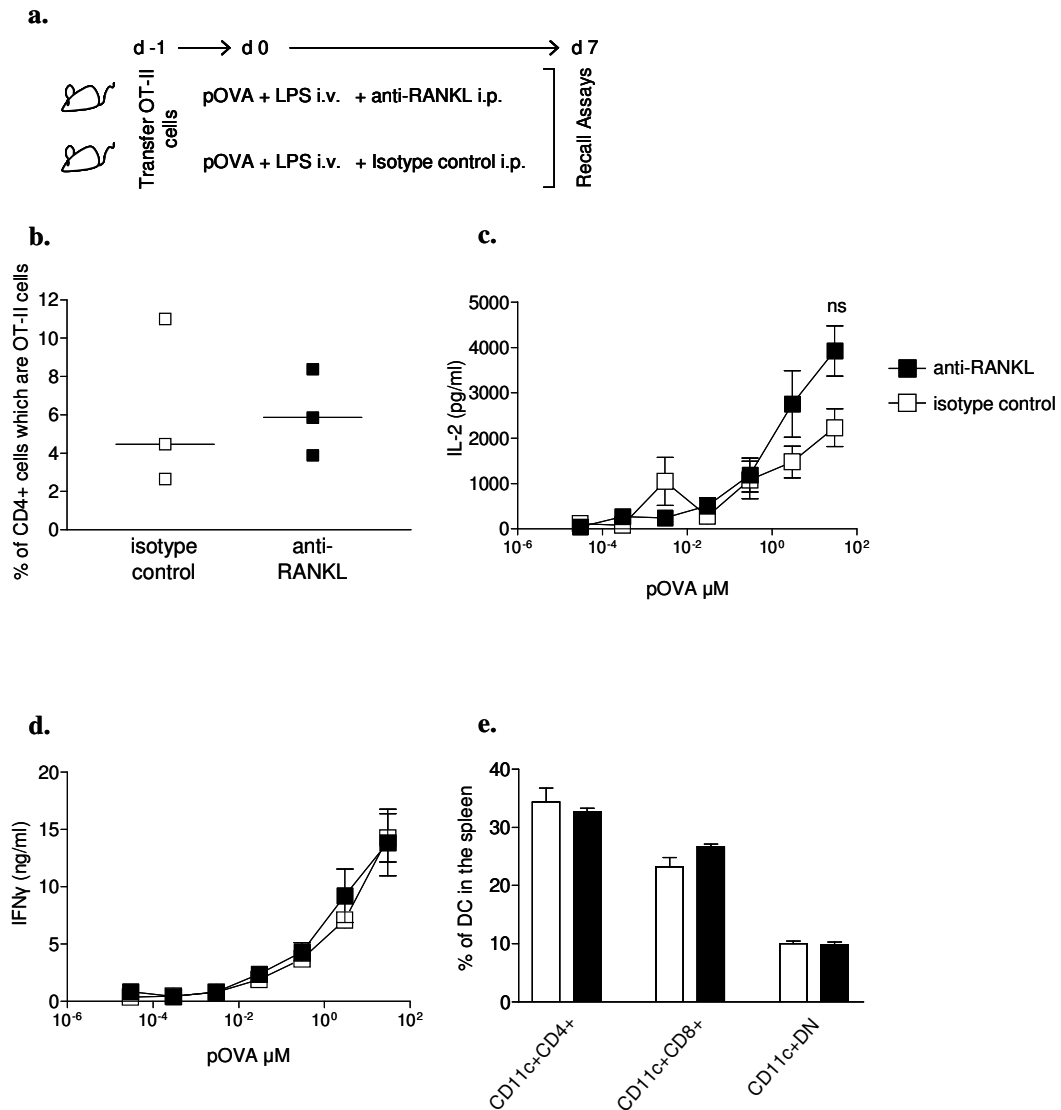 a.
d -1
d 0
d 7
Transfer OT-II
cells
pOVA + LPS i.v. + anti-RANKL i.p.
pOVA + LPS i.v. + Isotype control i.p.
Recall Assays
b.
% of CD4+ cells which are OT-II cells
12
10
8
6
4
2
0
isotype
control
anti-
RANKL
c.
IL-2 (pg/ml)
5000
4000
3000
2000
1000
0
ns
10-6
10-4
10-2
100
102
pOVA µM
anti-RANKL
isotype control
d.
IFNγ (ng/ml)
20
15
10
5
0
10-6
10-4
10-2
100
102
pOVA µM
e.
% of DC in the spleen
40
30
20
10
0
CD11c+CD4+
CD11c+CD8+
CD11c+DN